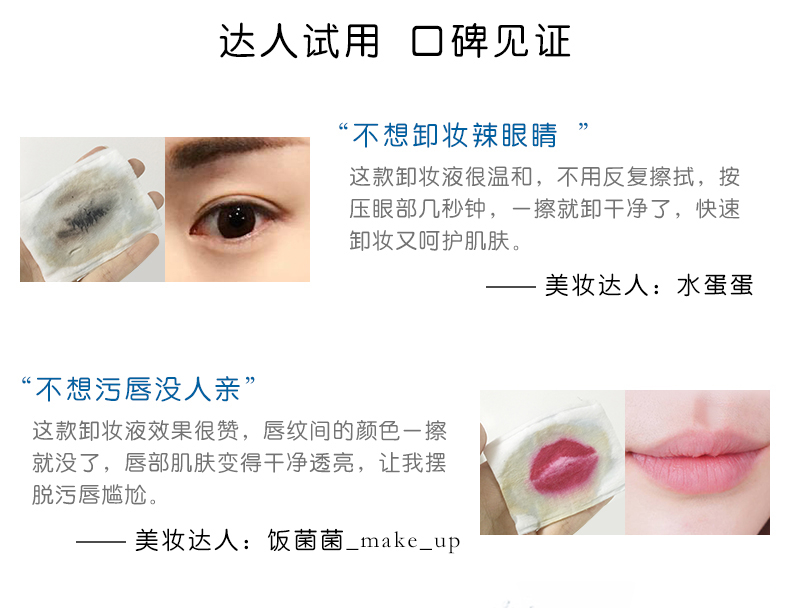 达人试用 口碑见证
“不想卸妆辣眼睛 ”
这款卸妆液很温和，不用反复擦拭，按
压眼部几秒钟，一擦就卸干净了，快速
卸妆又呵护肌肤。
—— 美妆达人：水蛋蛋
“不想污唇没人亲”
这款卸妆液效果很赞，唇纹间的颜色一擦
就没了，唇部肌肤变得干净透亮，让我摆
脱污唇尴尬。
—— 美妆达人：饭菌菌_make_up